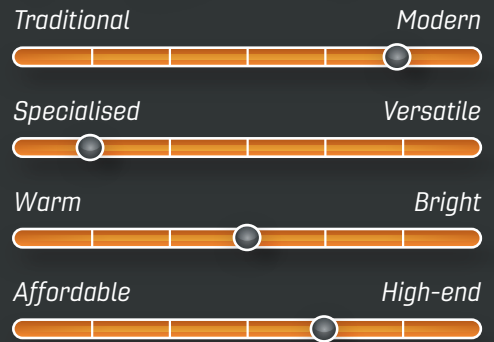 Traditional Modern
Specialised Versatile
Warm Bright
Affordable High-end